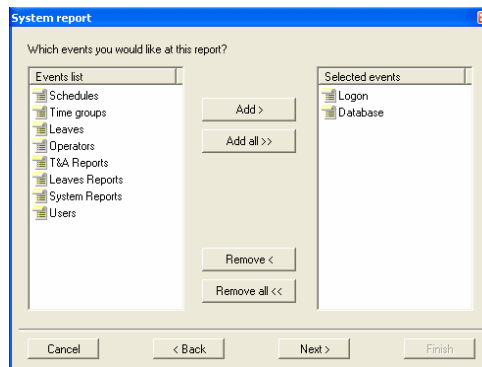 System report
Which events you would like at this report?
Events list
Schedules
Time groups
Leaves
Operators
T&A Reports
Leaves Reports
System Reports
Users
Add >
Add all >>
Remove <
Remove all <<
Selected events
Logon
Database
Cancel
< Back
Next >
Finish